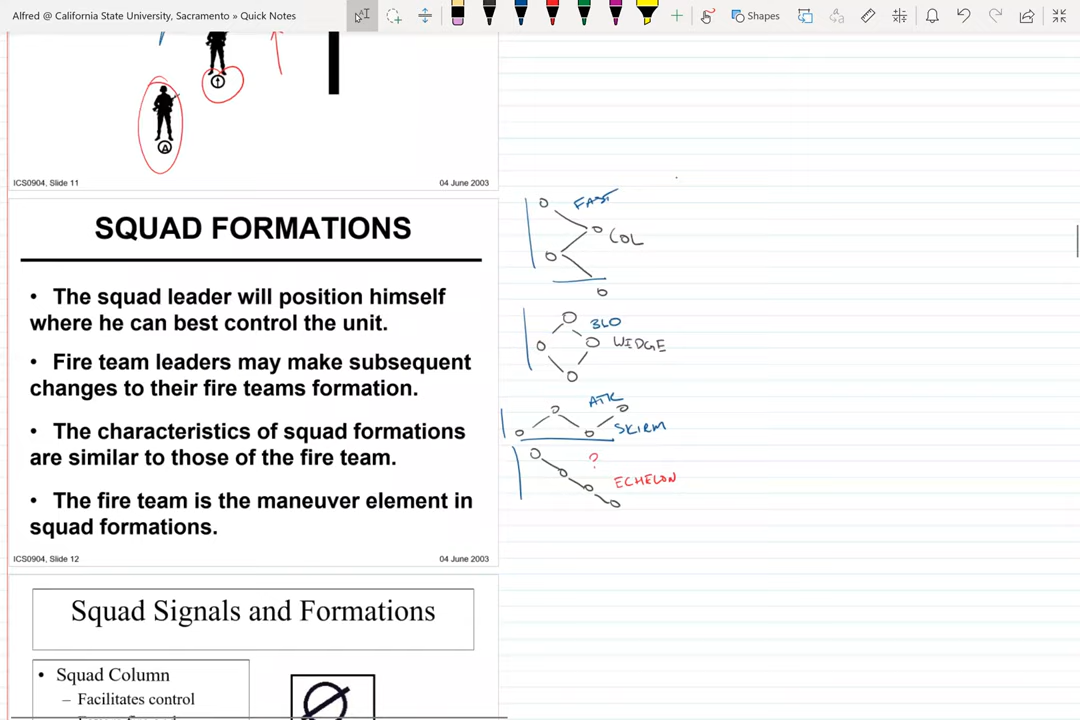 Alfred @ California State University, Sacramento » Quick Notes
Shapes
A
ICS0904, Slide 11
04 June 2003
SQUAD FORMATIONS
• The squad leader will position himself
where he can best control the unit.
• Fire team leaders may make subsequent
changes to their fire teams formation.
• The characteristics of squad formations
are similar to those of the fire team.
• The fire team is the maneuver element in
squad formations.
ICS0904, Slide 12
04 June 2003
Squad Signals and Formations
• Squad Column
– Facilitates control
FAST
COL
360
WIDGE
ATK
SKIRM
?
ECHELON